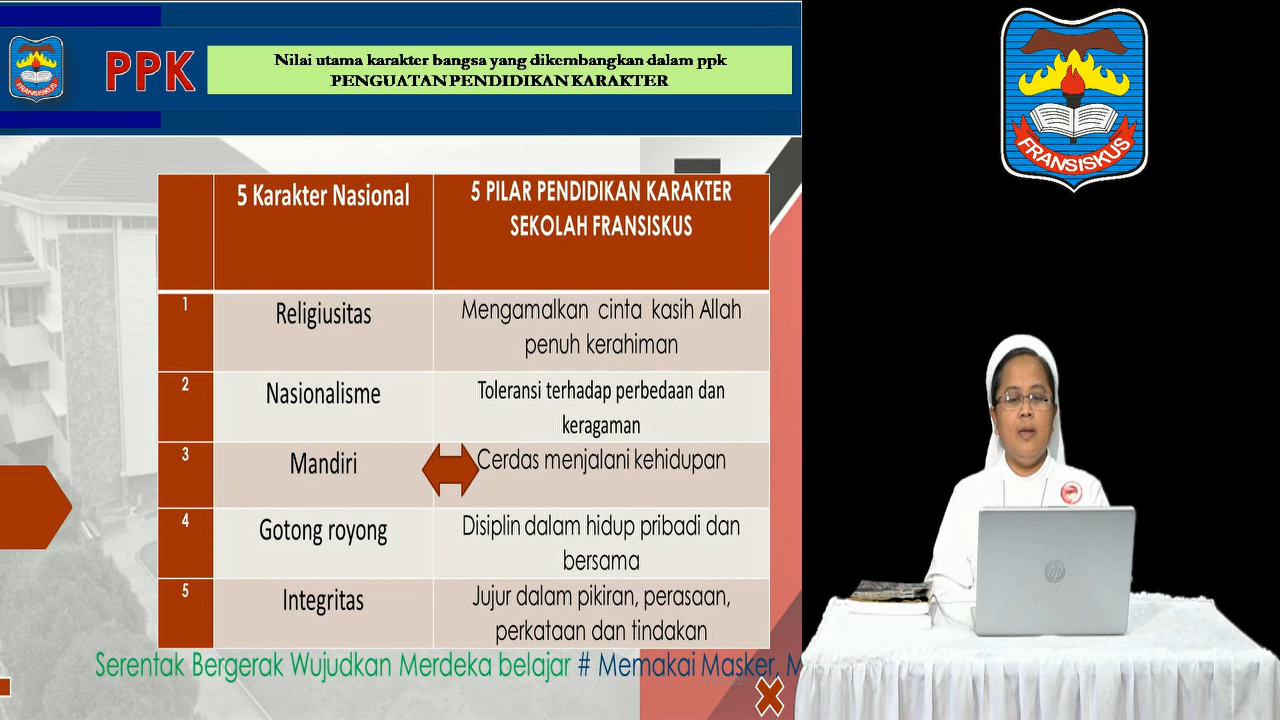 FRANSISKUS
PPK
Nilai utama karakter bangsa yang dikembangkan dalam ppk
PENGUATAN PENDIDIKAN KARAKTER
FRANSISKUS
5 Karakter Nasional
5 PILAR PENDIDIKAN KARAKTER
SEKOLAH FRANSISKUS
1
Religiusitas
Mengamalkan cinta kasih Allah
penuh kerahiman
2
Nasionalisme
Toleransi terhadap perbedaan dan
keragaman
3
Mandiri
Cerdas menjalani kehidupan
4
Gotong royong
Disiplin dalam hidup pribadi dan
bersama
5
Integritas
Jujur dalam pikiran, perasaan,
perkataan dan tindakan
Serentak Bergerak Wujudkan Merdeka belajar # Memakai Masker, M
hp